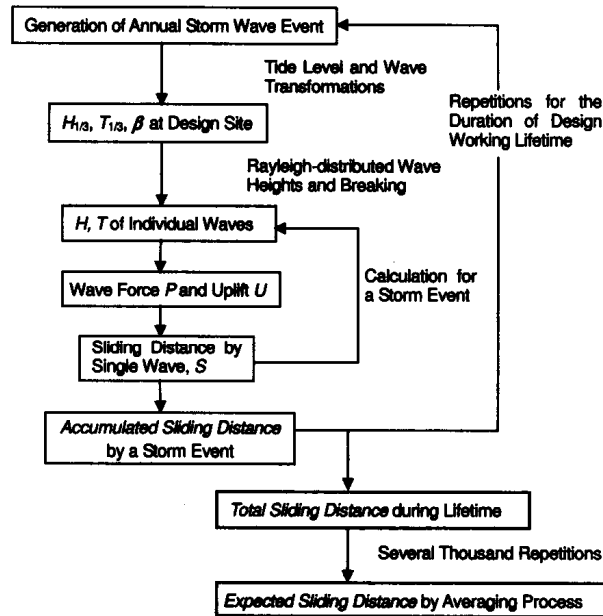 Generation of Annual Storm Wave Event
Tide Level and Wave
Transformations
Repetitions for the
Duration of Design
Working Lifetime
H1/3, T1/3, β at Design Site
Rayleigh-distributed Wave
Heights and Breaking
H, T of Individual Waves
Calculation for
a Storm Event
Wave Force P and Uplift U
Sliding Distance by
Single Wave, S
Accumulated Sliding Distance
by a Storm Event
Total Sliding Distance during Lifetime
Several Thousand Repetitions
Expected Sliding Distance by Averaging Process